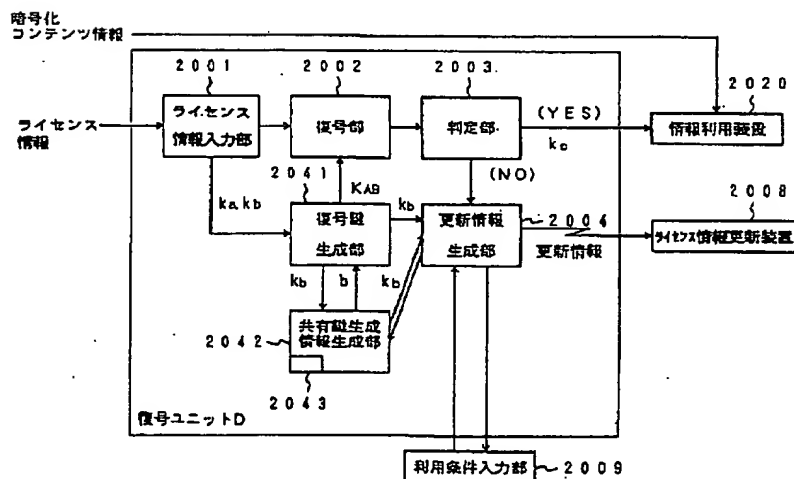 暗号化
コンテンツ情報
2001
2002
2003
2020
ライセンス
情報
ライセンス
情報入力部
復号部
判定部
(YES)
kc
情報利用装置
2041
KAB
(NO)
2008
ka,kb
復号鍵
生成部
kb
更新情報
生成部
2004
更新情報
ライセンス情報更新装置
kb
b
kb
共有鍵生成
情報生成部
2042
2043
復号ユニットD
利用条件入力部
2009